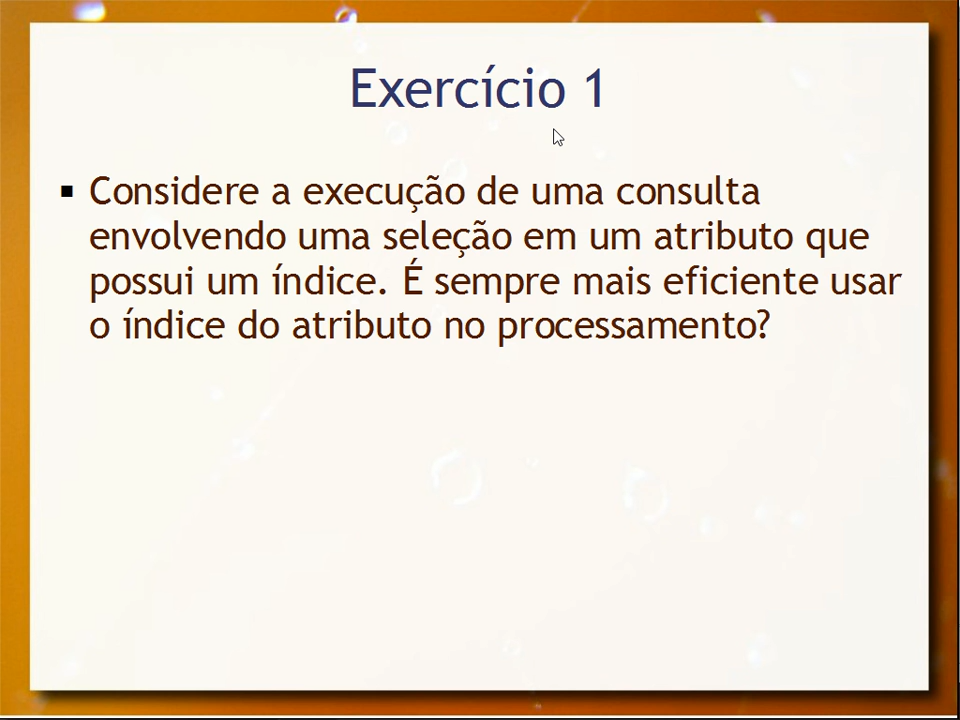 Exercício 1
▪ Considere a execução de uma consulta
envolvendo uma seleção em um atributo que
possui um índice. É sempre mais eficiente usar
o índice do atributo no processamento?